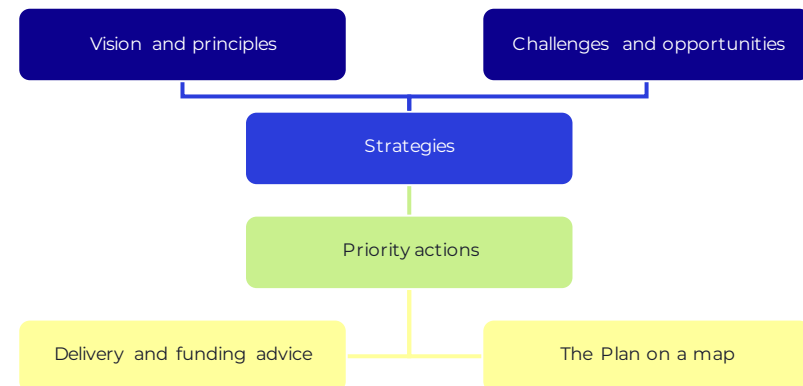 Vision and principles
Challenges and opportunities
Strategies
Priority actions
Delivery and funding advice
The Plan on a map